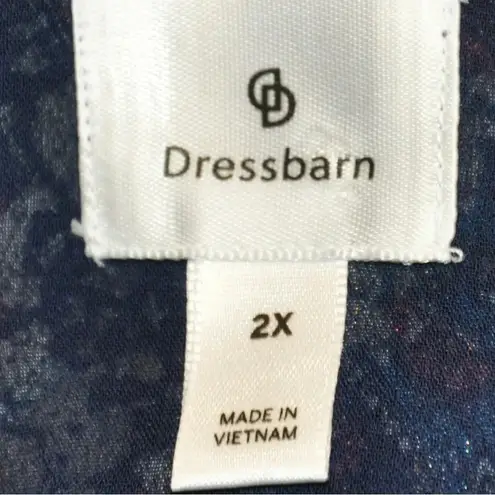 Dressbarn
2X
MADE IN
VIETNAM